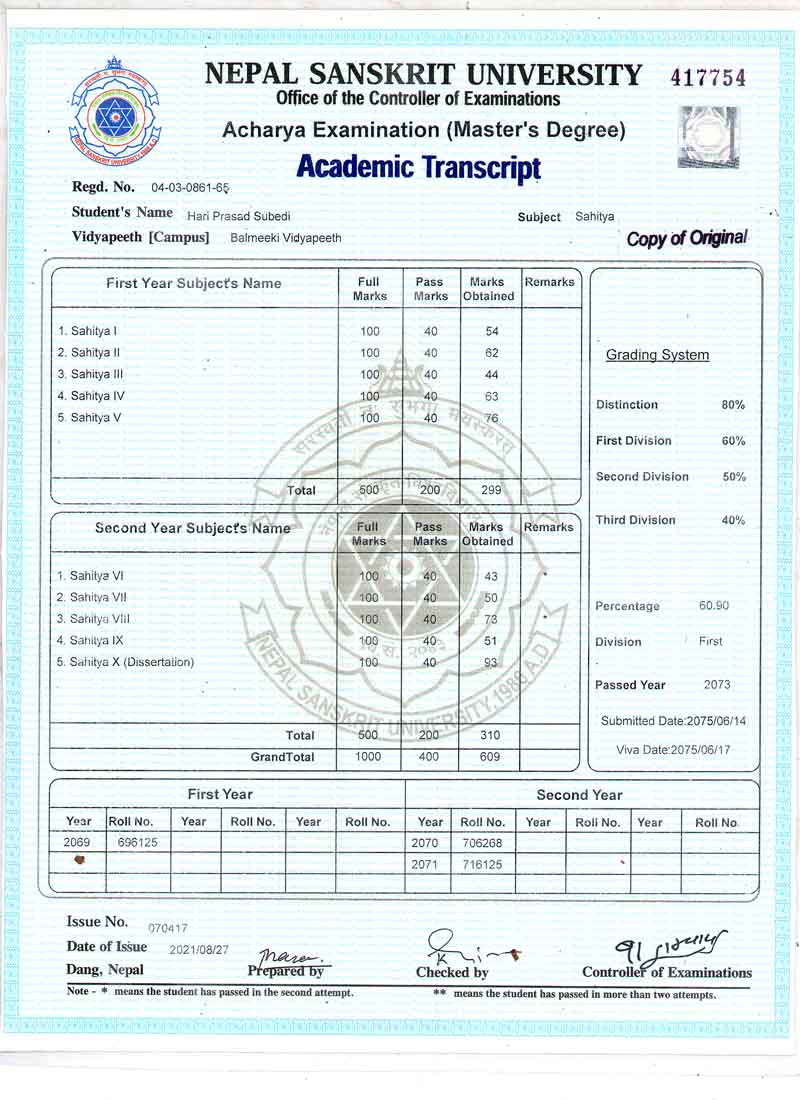 NEPAL SANSKRIT UNIVERSITY 417754
Office of the Controller of Examinations
Acharya Examination (Master's Degree)
Academic Transcript
Regd. No. 04-03-0861-65
Student's Name Hari Prasad Subedi Subject Sahitya
Vidyapeeth [Campus] Balmeeki Vidyapeeth Copy of Original
First Year Subject's Name Full Marks Pass Marks Marks Obtained Remarks
1. Sahitya I 100 40 54
2. Sahitya II 100 40 62
3. Sahitya III 100 40 44
4. Sahitya IV 100 40 63
5. Sahitya V 100 40 76
Total 500 200 299
Second Year Subject's Name Full Marks Pass Marks Marks Obtained Remarks
1. Sahitya VI 100 40 43 *
2. Sahitya VII 100 40 50
3. Sahitya VIII 100 40 73 *
4. Sahitya IX 100 40 51
5. Sahitya X (Dissertation) 100 40 93
Total 500 200 310
GrandTotal 1000 400 609
Grading System
Distinction 80%
First Division 60%
Second Division 50%
Third Division 40%
Percentage 60.90
Division First
Passed Year 2073
Submitted Date:2075/06/14
Viva Date:2075/06/17
First Year Second Year
Year Roll No. Year Roll No. Year Roll No. Year Roll No. Year Roll No. Year Roll No.
2069 696125 2070 706268
2071 716125
Issue No. 070417
Date of Issue 2021/08/27
Dang, Nepal Prepared by Checked by Controller of Examinations
Note - * means the student has passed in the second attempt. ** means the student has passed in more than two attempts.
NEPAL SANSKRIT UNIVERSITY, 1986 A.D.